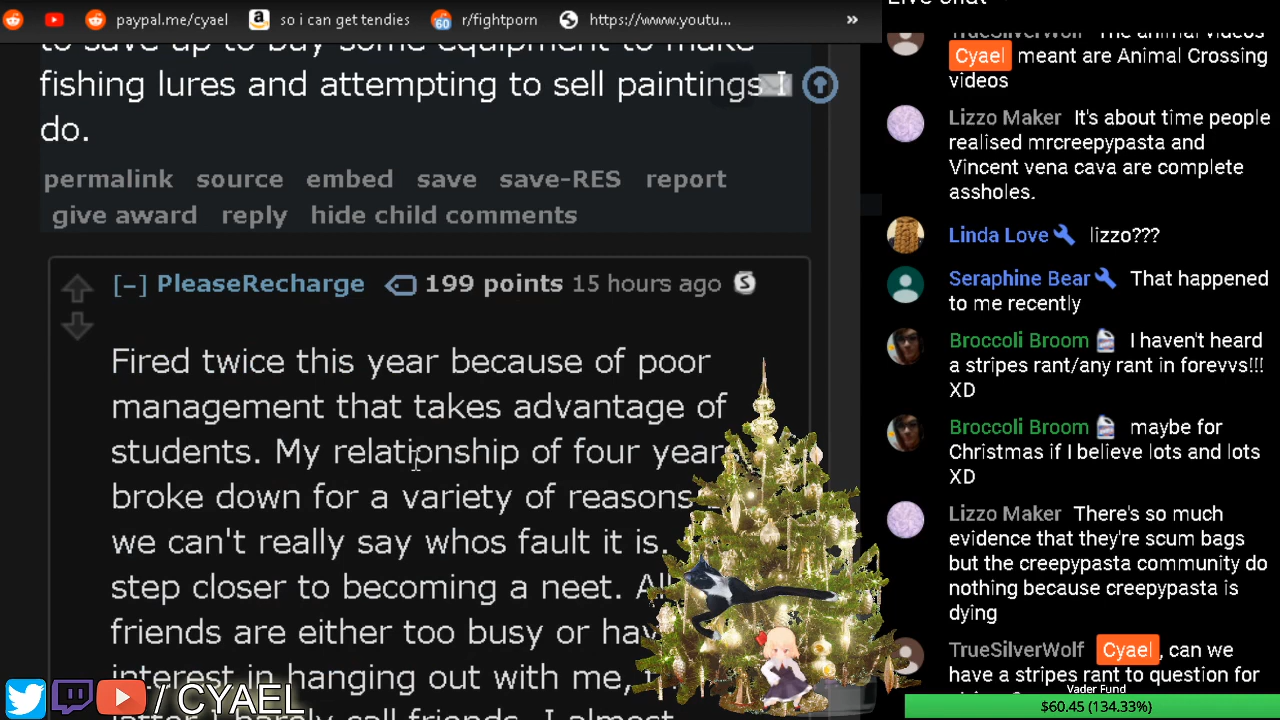 paypal.me/cyael so i can get tendies 60 r/fightporn https://www.youtu... »
to save up to buy some equipment to make
fishing lures and attempting to sell paintings I
do.
permalink source embed save save-RES report
give award reply hide child comments
[–] PleaseRecharge 199 points 15 hours ago S
Fired twice this year because of poor
management that takes advantage of
students. My relationship of four years
broke down for a variety of reasons
we can't really say whos fault it is.
step closer to becoming a neet. All
friends are either too busy or
interest in hanging out with me,
latter I barely call friends. I almost
/ CYAEL
Live chat
TrueSilverWolf The animal videos
Cyael meant are Animal Crossing
videos
Lizzo Maker It's about time people
realised mrcreepypasta and
Vincent vena cava are complete
assholes.
Linda Love lizzo???
Seraphine Bear That happened
to me recently
Broccoli Broom I haven't heard
a stripes rant/any rant in forevvs!!!
XD
Broccoli Broom maybe for
Christmas if I believe lots and lots
XD
Lizzo Maker There's so much
evidence that they're scum bags
but the creepypasta community do
nothing because creepypasta is
dying
TrueSilverWolf Cyael , can we
have a stripes rant to question for
Vader Fund
$60.45 (134.33%)